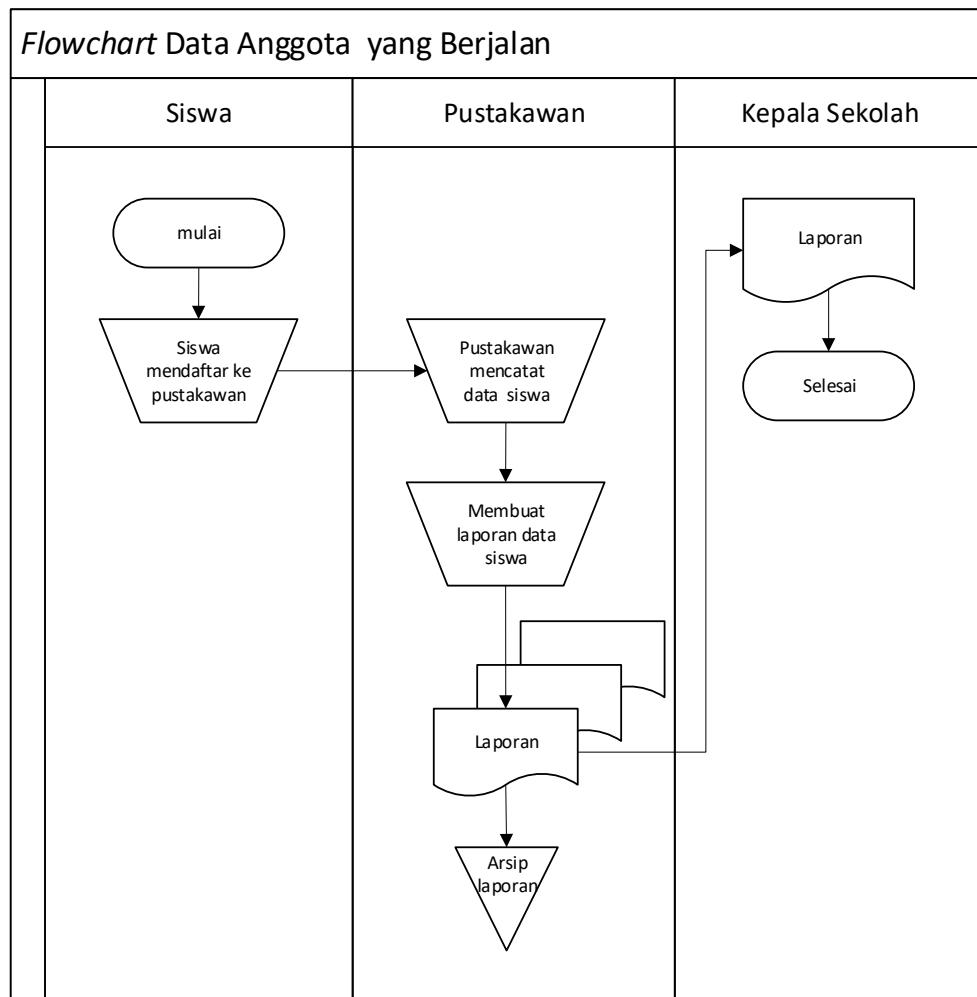 Flowchart Data Anggota yang Berjalan
Siswa
Pustakawan
Kepala Sekolah
mulai
Siswa
mendaftar ke
pustakawan
Pustakawan
mencatat
data siswa
Membuat
laporan data
siswa
Laporan
Arsip
laporan
Laporan
Selesai